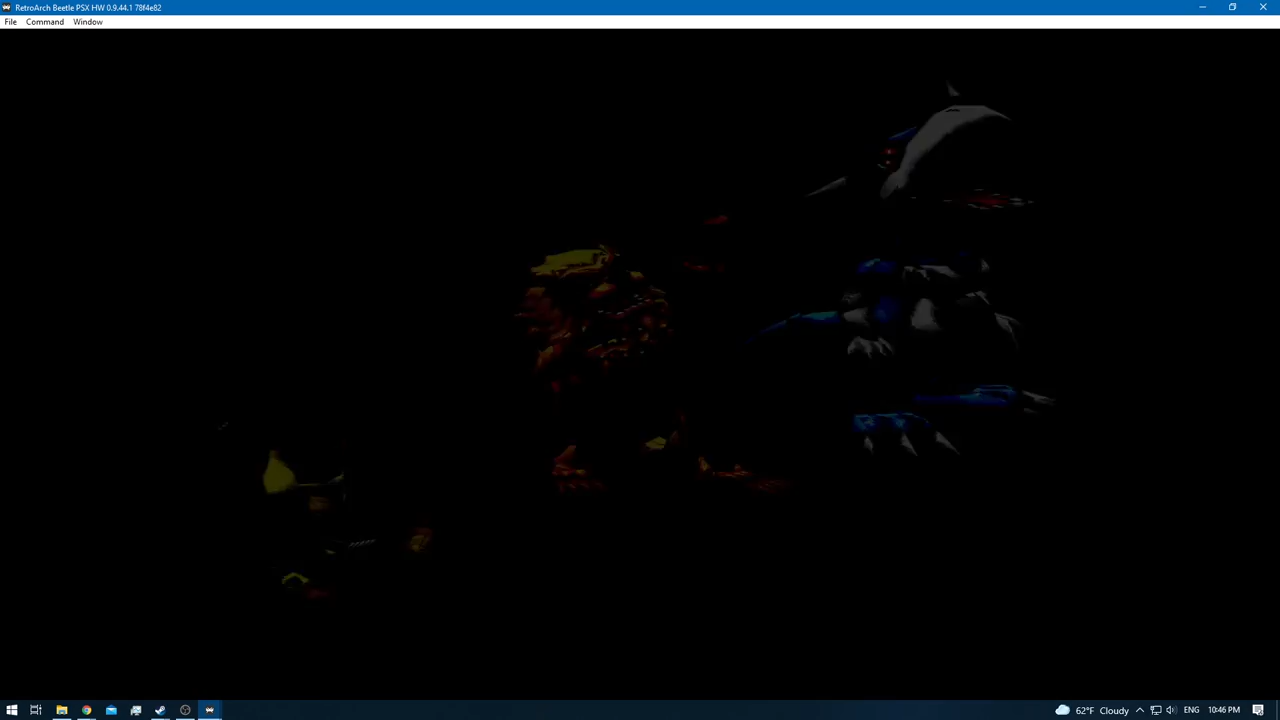 RetroArch Beetle PSX HW 0.9.44.1 78f4e82
File Command Window
62°F Cloudy ENG 10:46 PM